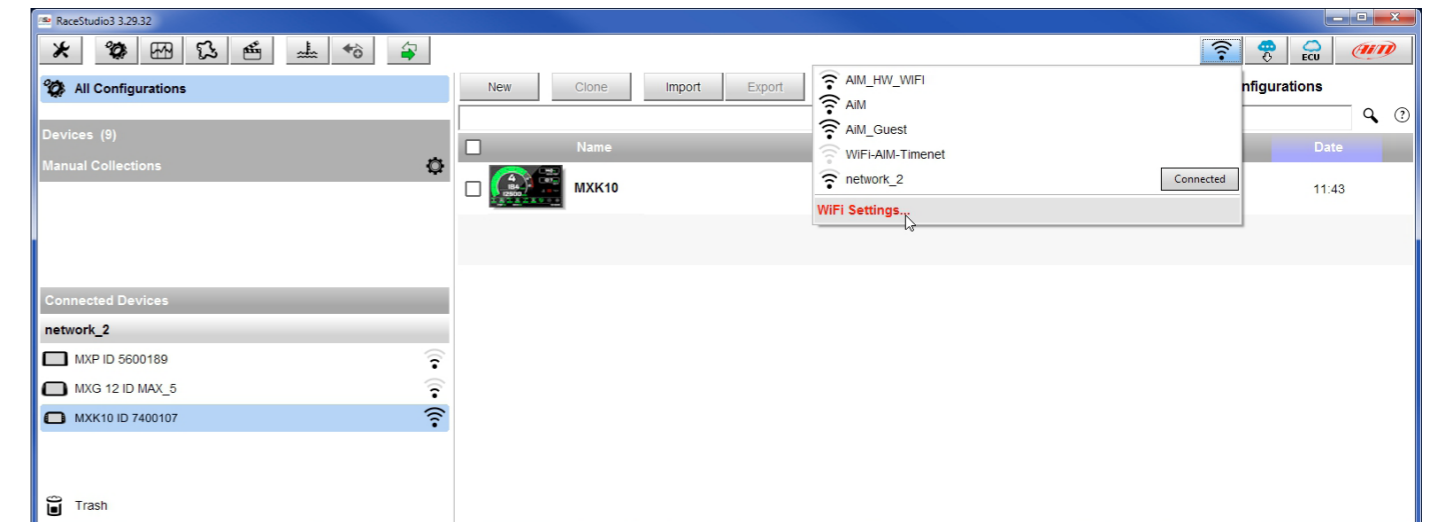 RaceStudio3 3.29.32
ECU
AiM
All Configurations
New Clone Import Export
nfigurations
AIM_HW_WIFI
AiM
AiM_Guest
WiFi-AIM-Timenet
network_2 Connected
WiFi Settings...
Devices (9)
Manual Collections
Name Date
MXK10 11:43
Connected Devices
network_2
MXP ID 5600189
MXG 12 ID MAX_5
MXK10 ID 7400107
Trash